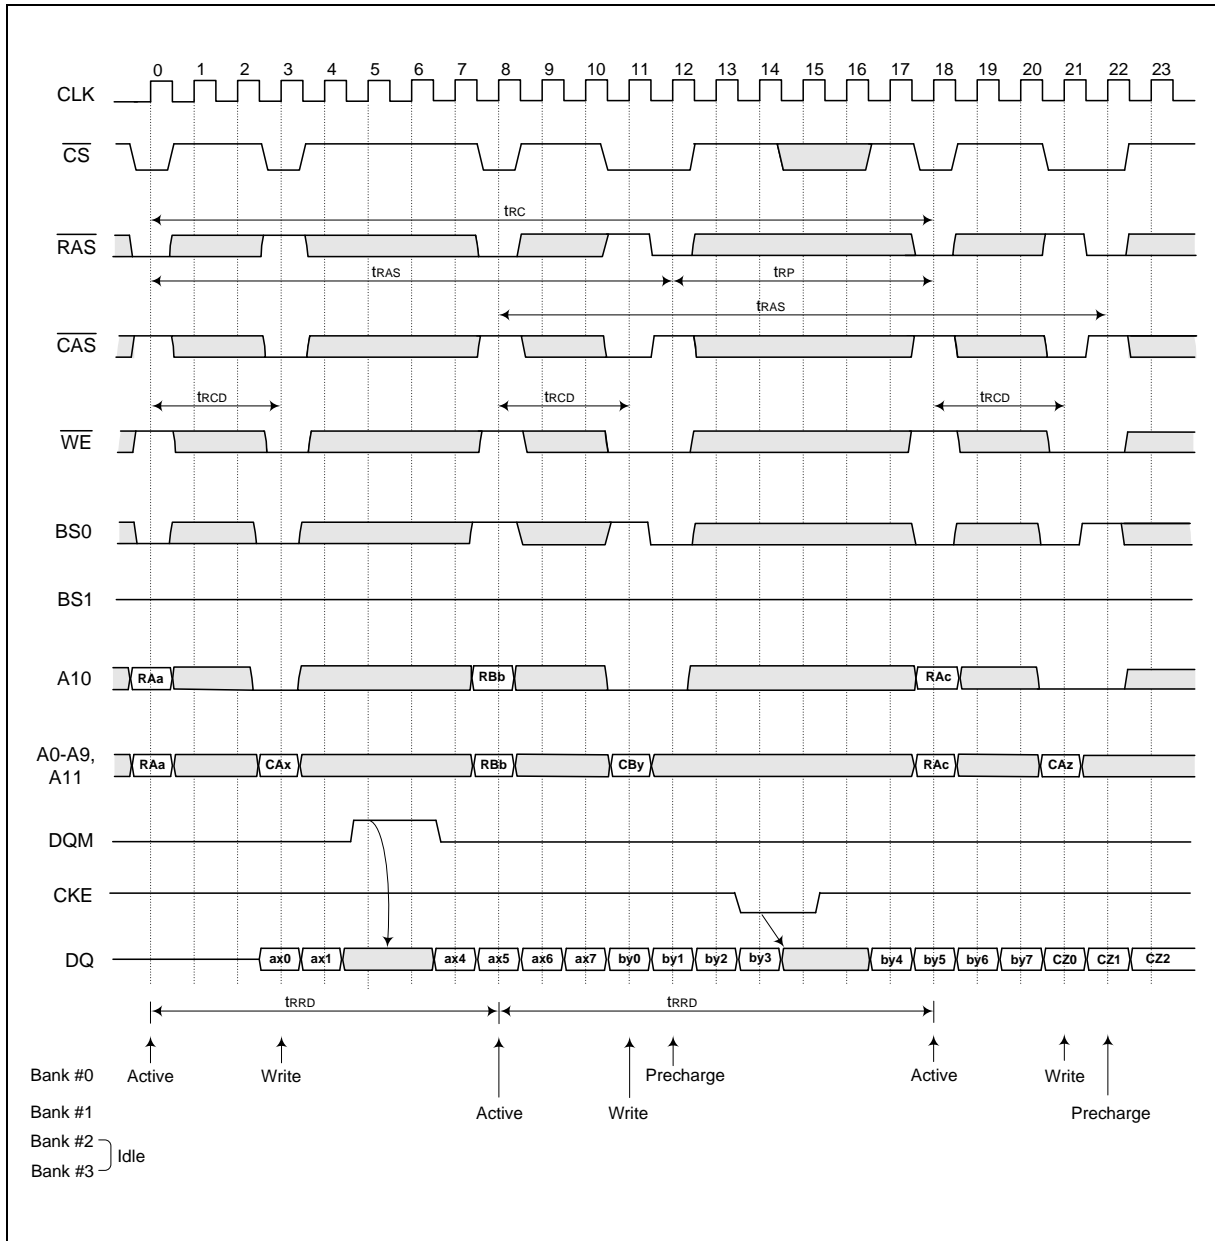 0 1 2 3 4 5 6 7 8 9 10 11 12 13 14 15 16 17 18 19 20 21 22 23
CLK
CS
tRC
RAS
tRAS tRP
tRAS
CAS
tRCD tRCD tRCD
WE
BS0
BS1
A10 RAa RBb RAc
A0-A9,
A11 RAa CAx RBb CBy RAc CAz
DQM
CKE
DQ ax0 ax1 ax4 ax5 ax6 ax7 by0 by1 by2 by3 by4 by5 by6 by7 CZ0 CZ1 CZ2
tRRD tRRD
Bank #0 Active Write Precharge Active Write
Bank #1 Active Write Precharge
Bank #2
Idle
Bank #3